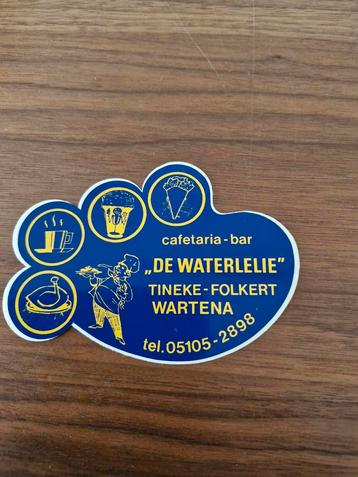 cafetaria-bar
„DE WATERLELIE”
TINEKE-FOLKERT
WARTENA
tel. 05105-2898